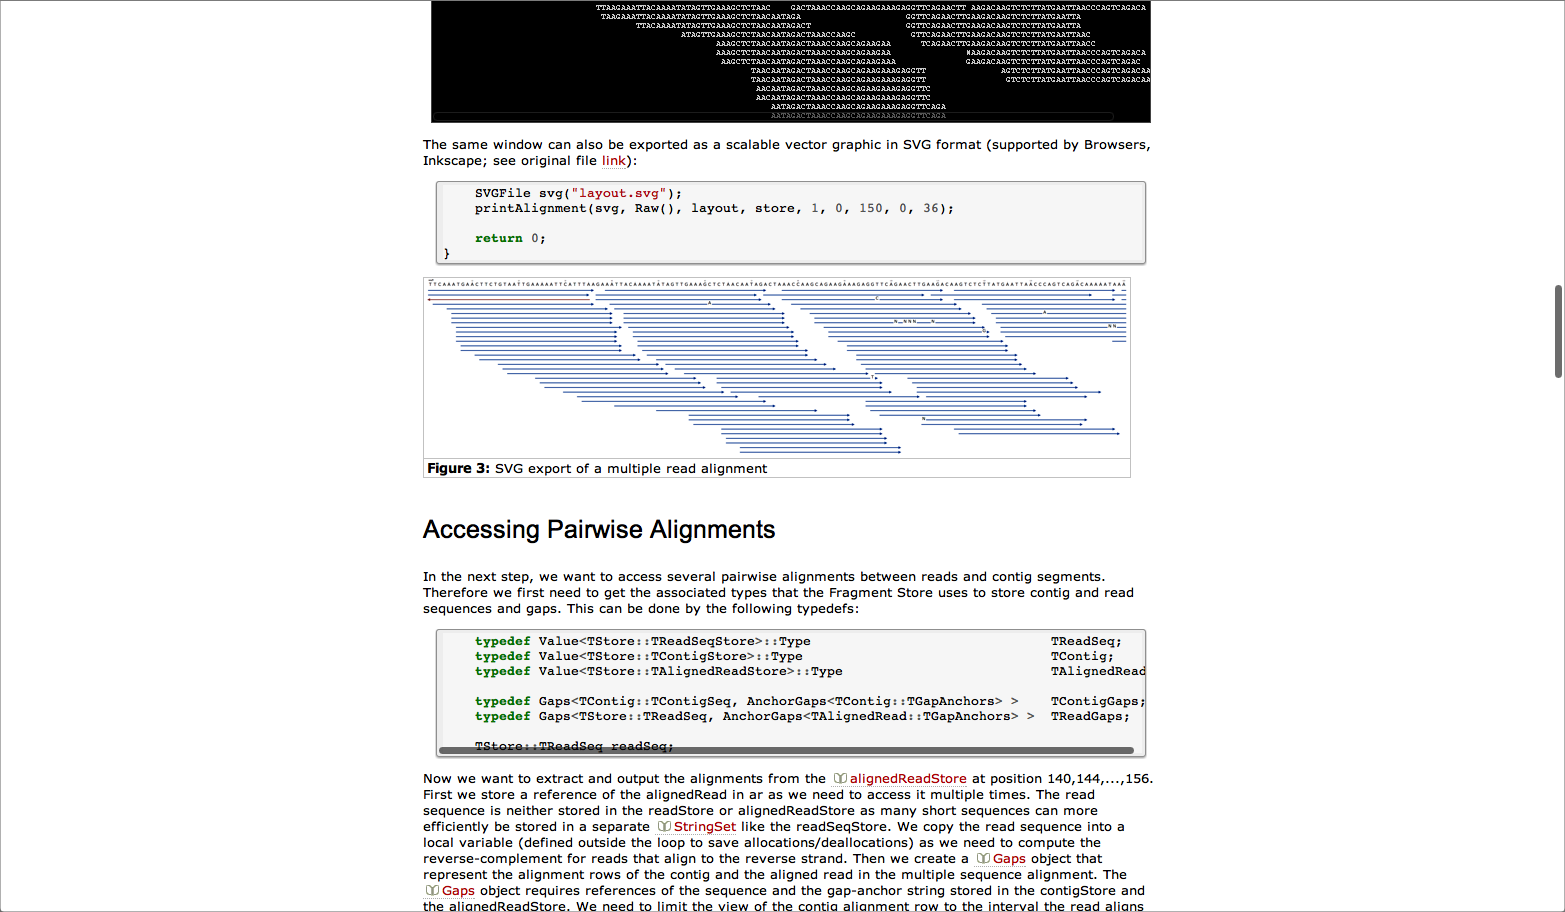 TTAAGAAATTACAAAATATAGTTGAAAGCTCTAAC GACTAAACCAAGCAGAAGAAAGAGGTTCAGAACTT AAGACAAGTCTCTTATGAATTAACCCAGTCAGACA
TAAGAAATTACAAAATATAGTTGAAAGCTCTAACAATAGA GGTTCAGAACTTGAAGACAAGTCTCTTATGAATTA
TTACAAAATATAGTTGAAAGCTCTAACAATAGACT GGTTCAGAACTTGAAGACAAGTCTCTTATGAATTA
ATAGTTGAAAGCTCTAACAATAGACTAAACCAAGC GTTCAGAACTTGAAGACAAGTCTCTTATGAATTAAC
AAAGCTCTAACAATAGACTAAACCAAGCAGAAGAA TCAGAACTTGAAGACAAGTCTCTTATGAATTAACC
AAAGCTCTAACAATAGACTAAACCAAGCAGAAGAA NAAGACAAGTCTCTTATGAATTAACCCAGTCAGACA
AAGCTCTAACAATAGACTAAACCAAGCAGAAGAAA GAAGACAAGTCTCTTATGAATTAACCCAGTCAGAC
TAACAATAGACTAAACCAAGCAGAAGAAAGAGGTT AGTCTCTTATGAATTAACCCAGTCAGACAA
TAACAATAGACTAAACCAAGCAGAAGAAAGAGGTT GTCTCTTATGAATTAACCCAGTCAGACAA
AACAATAGACTAAACCAAGCAGAAGAAAGAGGTTC
AACAATAGACTAAACCAAGCAGAAGAAAGAGGTTC
AATAGACTAAACCAAGCAGAAGAAAGAGGTTCAGA
AATAGACTAAACCAAGCAGAAGAAAGAGGTTCAGA
The same window can also be exported as a scalable vector graphic in SVG format (supported by Browsers,
Inkscape; see original file link):
SVGFile svg("layout.svg");
printAlignment(svg, Raw(), layout, store, 1, 0, 150, 0, 36);
return 0;
}
TTCAAATGAACTTCTGTAATTGAAAAATTCATTTAAGAAATTACAAAATATAGTTGAAAGCTCTAACAATAGACTAAACCAAGCAGAAGAAAGAGGTTCAGAACTTGAAGACAAGTCTCTTATGAATTAACCCAGTCAGACAAAAATAAA
Figure 3: SVG export of a multiple read alignment
Accessing Pairwise Alignments
In the next step, we want to access several pairwise alignments between reads and contig segments.
Therefore we first need to get the associated types that the Fragment Store uses to store contig and read
sequences and gaps. This can be done by the following typedefs:
typedef Value<TStore::TReadSeqStore>::Type TReadSeq;
typedef Value<TStore::TContigStore>::Type TContig;
typedef Value<TStore::TAlignedReadStore>::Type TAlignedRead
typedef Gaps<TContig::TContigSeq, AnchorGaps<TContig::TGapAnchors> > TContigGaps;
typedef Gaps<TStore::TReadSeq, AnchorGaps<TAlignedRead::TGapAnchors> > TReadGaps;
TStore::TReadSeq readSeq;
Now we want to extract and output the alignments from the alignedReadStore at position 140,144,...,156.
First we store a reference of the alignedRead in ar as we need to access it multiple times. The read
sequence is neither stored in the readStore or alignedReadStore as many short sequences can more
efficiently be stored in a separate StringSet like the readSeqStore. We copy the read sequence into a
local variable (defined outside the loop to save allocations/deallocations) as we need to compute the
reverse-complement for reads that align to the reverse strand. Then we create a Gaps object that
represent the alignment rows of the contig and the aligned read in the multiple sequence alignment. The
Gaps object requires references of the sequence and the gap-anchor string stored in the contigStore and
the alignedReadStore. We need to limit the view of the contig alignment row to the interval the read aligns